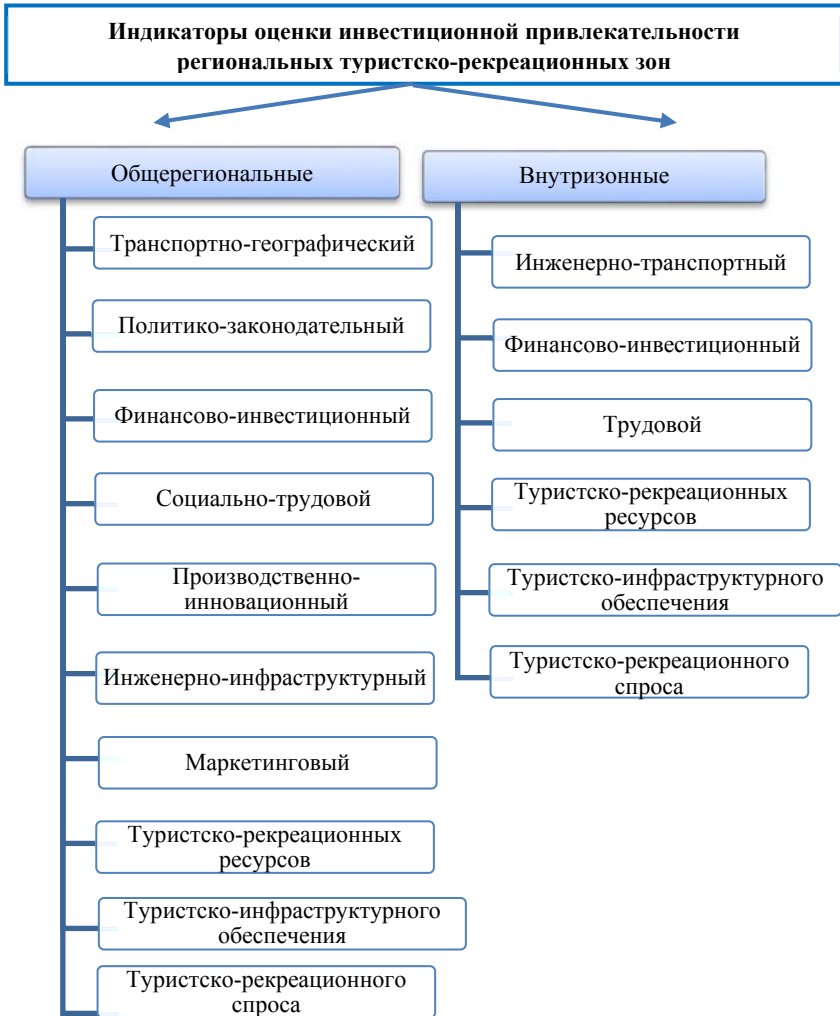 Индикаторы оценки инвестиционной привлекательности
региональных туристско-рекреационных зон
Общерегиональные
Транспортно-географический
Политико-законодательный
Финансово-инвестиционный
Социально-трудовой
Производственно-
инновационный
Инженерно-инфраструктурный
Маркетинговый
Туристско-рекреационных
ресурсов
Туристско-инфраструктурного
обеспечения
Туристско-рекреационного
спроса
Внутризонные
Инженерно-транспортный
Финансово-инвестиционный
Трудовой
Туристско-рекреационных
ресурсов
Туристско-инфраструктурного
обеспечения
Туристско-рекреационного
спроса